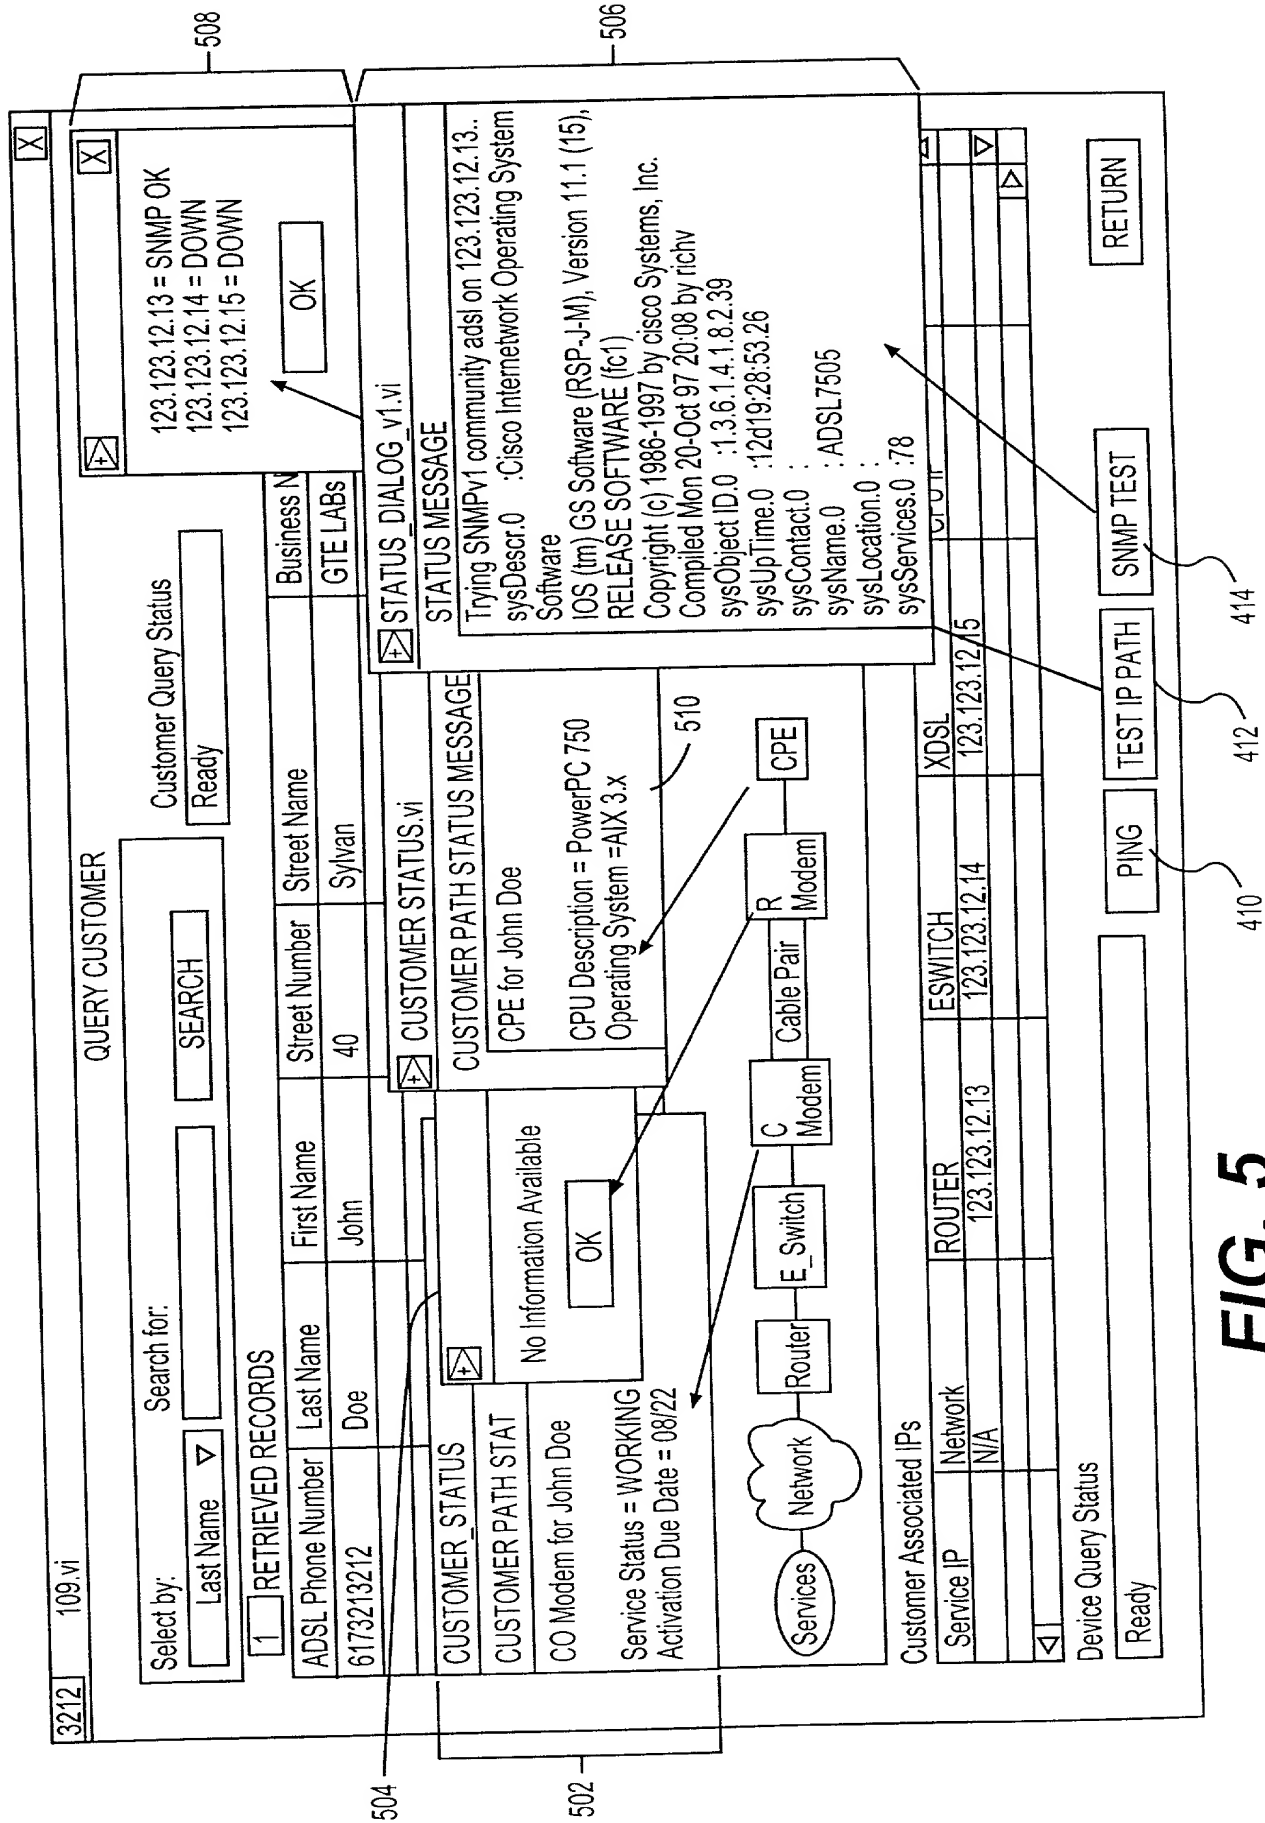 3212 109.vi X
QUERY CUSTOMER
Select by:
Search for:
Last Name
SEARCH
Customer Query Status
Ready
1 RETRIEVED RECORDS
ADSL Phone Number Last Name First Name Street Number Street Name Business N
6173213212 Doe John 40 Sylvan GTE LABs
X
123.123.12.13 = SNMP OK
123.123.12.14 = DOWN
123.123.12.15 = DOWN
OK
508
STATUS_DIALOG_v1.vi
STATUS MESSAGE
Trying SNMPv1 community adsl on 123.123.12.13..
sysDescr.0 :Cisco Internetwork Operating System
Software
IOS (tm) GS Software (RSP-J-M), Version 11.1 (15),
RELEASE SOFTWARE (fc1)
Copyright (c) 1986-1997 by cisco Systems, Inc.
Compiled Mon 20-Oct 97 20:08 by richv
sysObject ID.0 :1.3.6.1.4.1.8.2.39
sysUpTime.0 :12d19:28:53.26
sysContact.0 :
sysName.0 : ADSL7505
sysLocation.0 :
sysServices.0 :78
506
CUSTOMER STATUS.vi
CUSTOMER PATH STATUS MESSAGE
CPE for John Doe
CPU Description = PowerPC 750
Operating System =AIX 3.x
510
No Information Available
OK
504
CUSTOMER_STATUS
CUSTOMER PATH STAT
CO Modem for John Doe
Service Status = WORKING
Activation Due Date = 08/22
502
Services Network Router E_Switch C Modem Cable Pair R Modem CPE
Customer Associated IPs
Service IP Network ROUTER ESWITCH XDSL
N/A 123.123.12.13 123.123.12.14 123.123.12.15
Device Query Status
Ready
PING TEST IP PATH SNMP TEST RETURN
410 412 414
FIG. 5